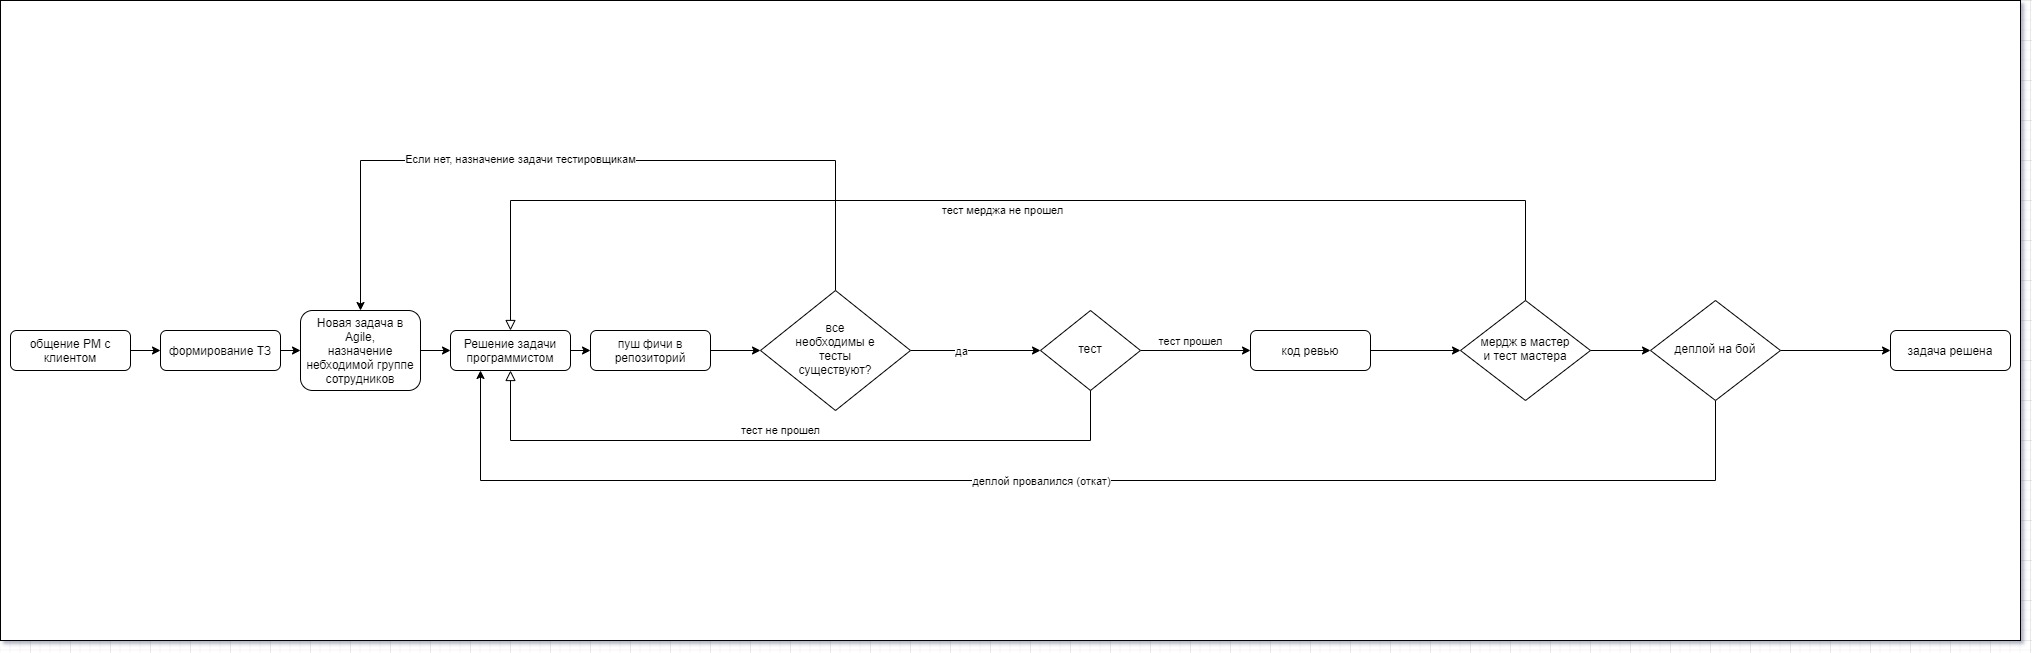 Если нет, назначение задачи тестировщикам
тест мерджа не прошел
общение PM с
клиентом
формирование ТЗ
Новая задача в
Agile,
назначение
небходимой группе
сотрудников
Решение задачи
программистом
пуш фичи в
репозиторий
все
необходимы е
тесты
существуют?
да
тест
тест прошел
код ревью
мердж в мастер
и тест мастера
деплой на бой
задача решена
тест не прошел
деплой провалился (откат)